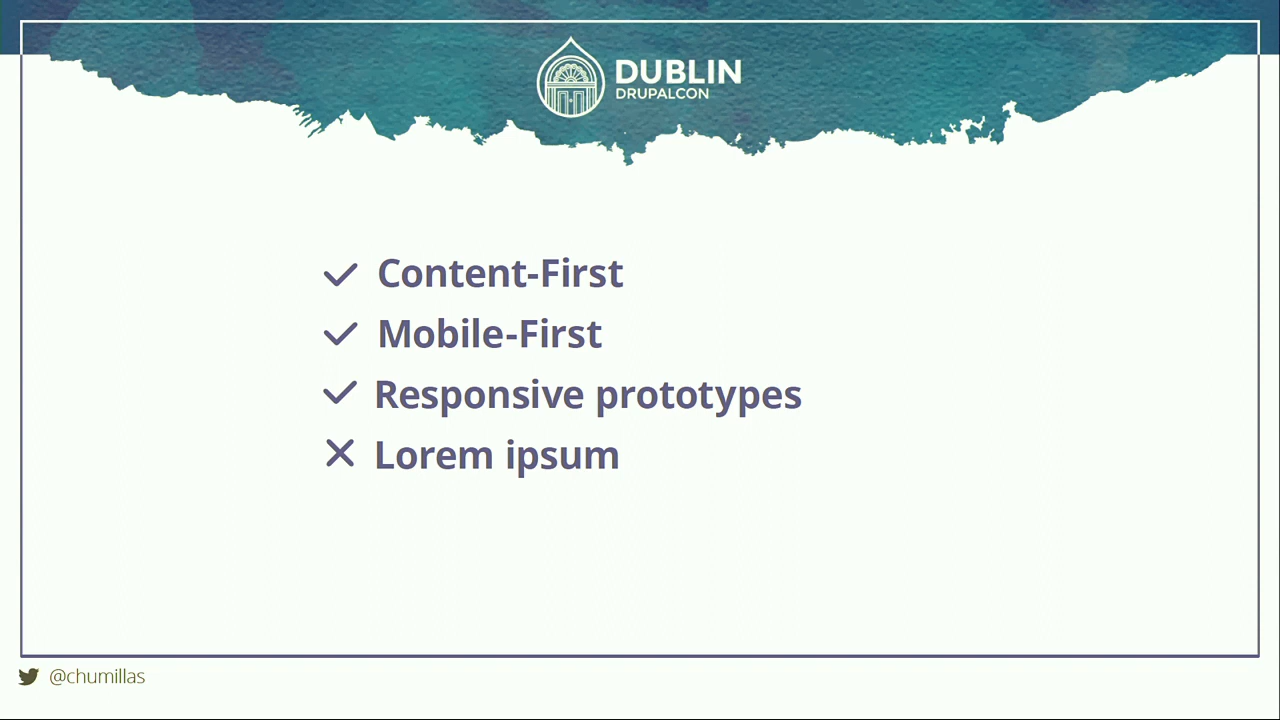 DUBLIN
DRUPALCON
Content-First
Mobile-First
Responsive prototypes
Lorem ipsum
@chumillas